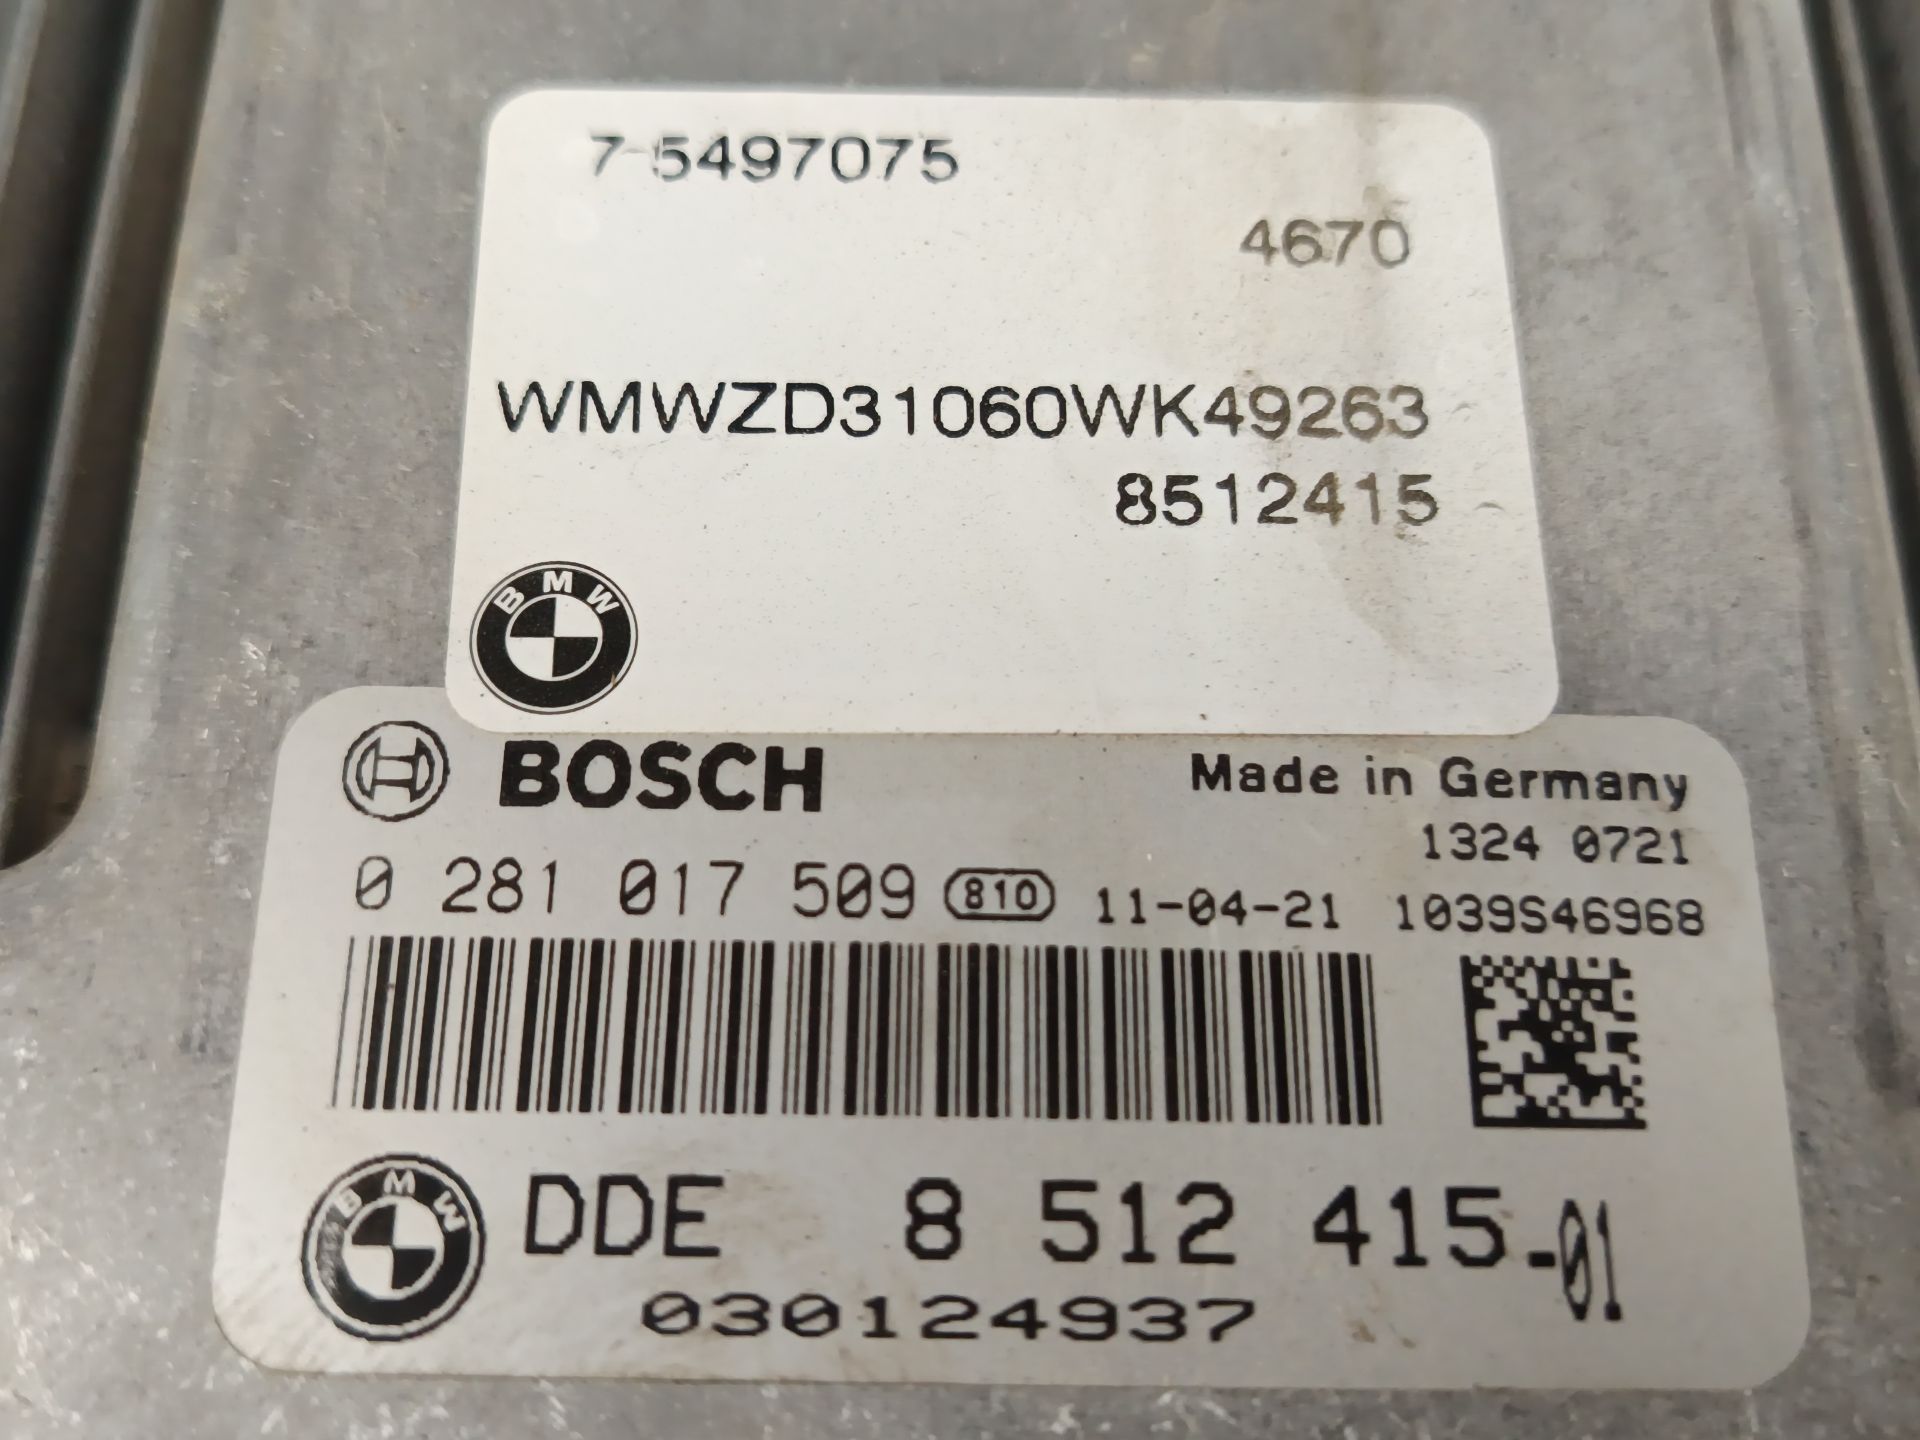 7-5497075
4670
WMWZD31060WK49263
8512415
BMW
BOSCH
Made in Germany
1324 0721
0 281 017 509 810 11-04-21 1039S46968
BMW
DDE 8 512 415-01
030124937